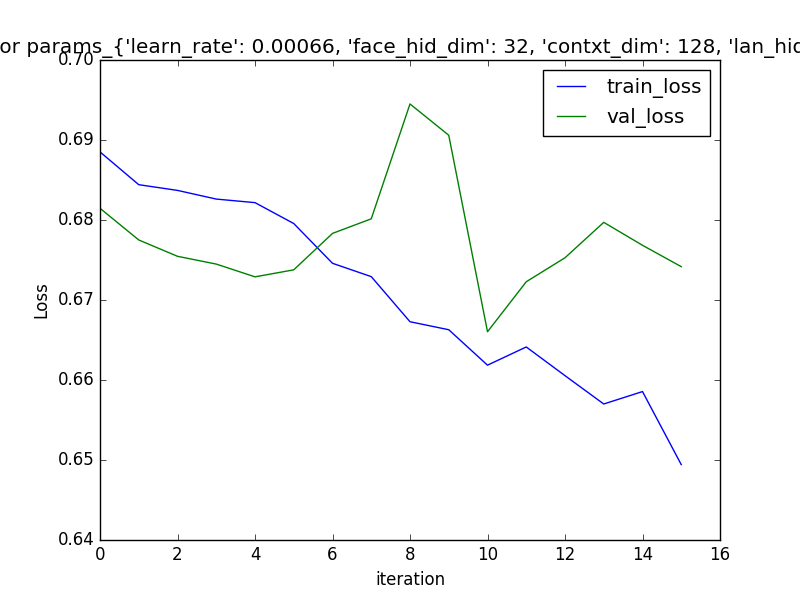 or params_{'learn_rate': 0.00066, 'face_hid_dim': 32, 'contxt_dim': 128, 'lan_hid
0.70
train_loss
val_loss
0.69
0.68
0.67
0.66
0.65
0.64
Loss
0 2 4 6 8 10 12 14 16
iteration